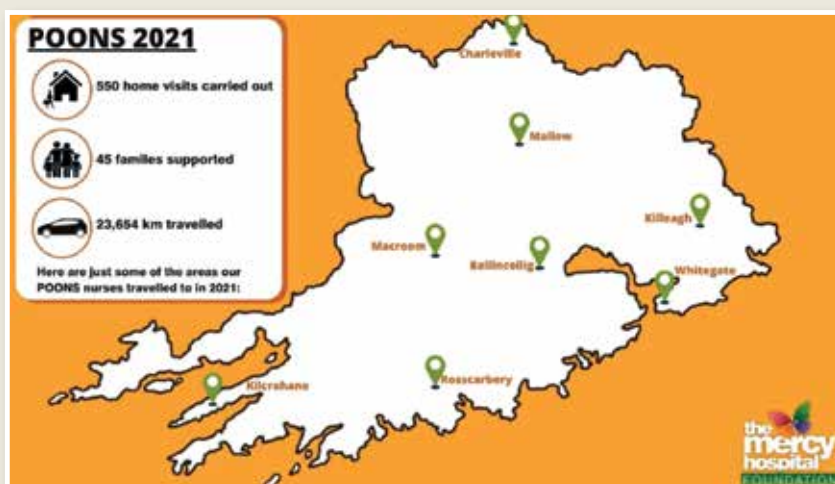 POONS 2021
550 home visits carried out
45 familes supported
23,654 km travelled
Here are just some of the areas our
POONS nurses travelled to in 2021:
Charleville
Mallow
Killeagh
Macroom
Ballincollig
Whitegate
Kilcrohane
Rosscarbery
the
mercy
hospital
FOUNDATION